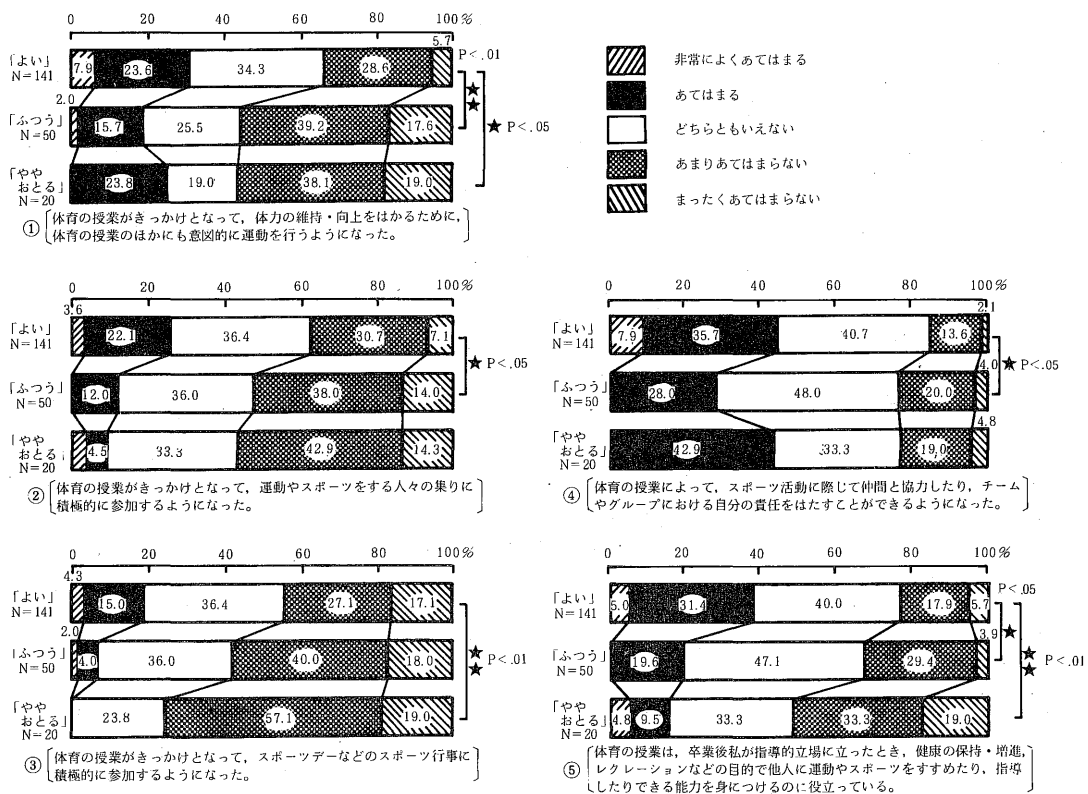 0 20 40 60 80 100%
「よい」
N=141
7.9 23.6 34.3 28.6 5.7
P<.01
2.0
「ふつう」
N=50
15.7 25.5 39.2 17.6
★★
★ P<.05
「やや
おとる」
N=20
23.8 19.0 38.1 19.0
① 体育の授業がきっかけとなって，体力の維持・向上をはかるために，
体育の授業のほかにも意図的に運動を行うようになった。
非常によくあてはまる
あてはまる
どちらともいえない
あまりあてはまらない
まったくあてはまらない
0 20 40 60 80 100%
3.6
「よい」
N=141
22.1 36.4 30.7 7.1
★ P<.05
「ふつう」
N=50
12.0 36.0 38.0 14.0
「やや
おとる」
N=20
4.5 33.3 42.9 14.3
② 体育の授業がきっかけとなって，運動やスポーツをする人々の集りに
積極的に参加するようになった。
0 20 40 60 80 100%
2.1
「よい」
N=141
7.9 35.7 40.7 13.6
4.0
★ P<.05
「ふつう」
N=50
28.0 48.0 20.0
4.8
「やや
おとる」
N=20
42.9 33.3 19.0
④ 体育の授業によって，スポーツ活動に際じて仲間と協力したり，チーム
やグループにおける自分の責任をはたすことができるようになった。
0 20 40 60 80 100%
4.3
「よい」
N=141
15.0 36.4 27.1 17.1
2.0
「ふつう」
N=50
4.0 36.0 40.0 18.0
★★ P<.01
「やや
おとる」
N=20
23.8 57.1 19.0
③ 体育の授業がきっかけとなって，スポーツデーなどのスポーツ行事に
積極的に参加するようになった。
0 20 40 60 80 100%
「よい」
N=141
5.0 31.4 40.0 17.9 5.7
P<.05
3.9 ★
「ふつう」
N=50
19.6 47.1 29.4
★★ P<.01
「やや
おとる」
N=20
4.8 9.5 33.3 33.3 19.0
⑤ 体育の授業は，卒業後私が指導的立場に立ったとき，健康の保持・増進，
レクレーションなどの目的で他人に運動やスポーツをすすめたり，指導
したりできる能力を身につけるのに役立っている。